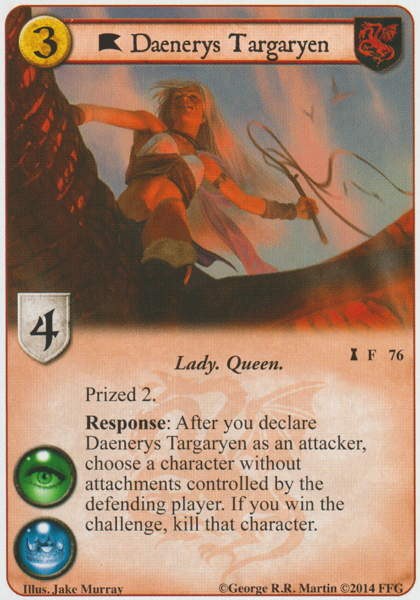 3
Daenerys Targaryen
4
Lady. Queen.
F 76
Prized 2.
Response: After you declare
Daenerys Targaryen as an attacker,
choose a character without
attachments controlled by the
defending player. If you win the
challenge, kill that character.
Illus. Jake Murray
©George R.R. Martin ©2014 FFG